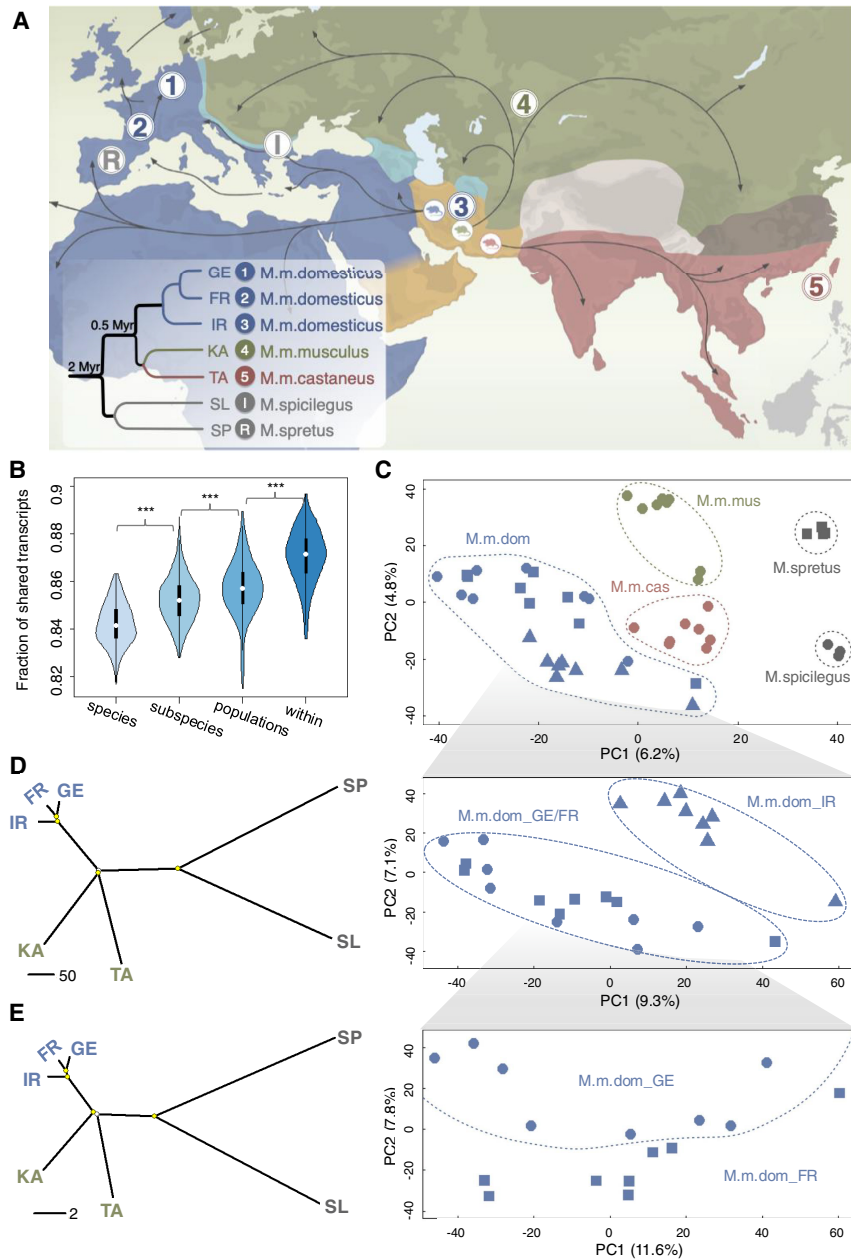 A
1
2
R
I
3
4
5
GE 1 M.m.domesticus
FR 2 M.m.domesticus
IR 3 M.m.domesticus
KA 4 M.m.musculus
TA 5 M.m.castaneus
SL I M.spicilegus
SP R M.spretus
0.5 Myr
2 Myr
B
Fraction of shared transcripts
0.9
0.88
0.86
0.84
0.82
***
***
***
species
subspecies
populations
within
C
PC2 (4.8%)
40
20
0
-20
-40
M.m.dom
M.m.mus
M.m.cas
M.spretus
M.spicilegus
-40
-20
0
20
40
PC1 (6.2%)
PC2 (7.1%)
40
20
0
-20
-40
M.m.dom_GE/FR
M.m.dom_IR
-40
-20
0
20
40
60
PC1 (9.3%)
PC2 (7.8%)
40
20
0
-20
-40
M.m.dom_GE
M.m.dom_FR
-40
-20
0
20
40
60
PC1 (11.6%)
D
FR
GE
IR
KA
TA
SP
SL
50
E
FR
GE
IR
KA
TA
SP
SL
2